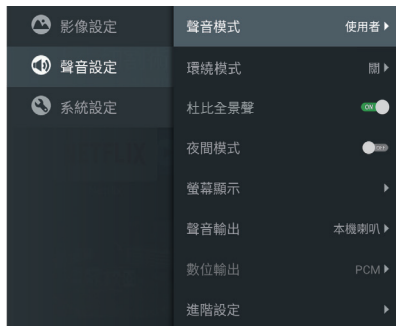 影像設定
聲音設定
系統設定
聲音模式 使用者
環繞模式 關
杜比全景聲 ON
夜間模式 OFF
螢幕顯示
聲音輸出 本機喇叭
數位輸出 PCM
進階設定